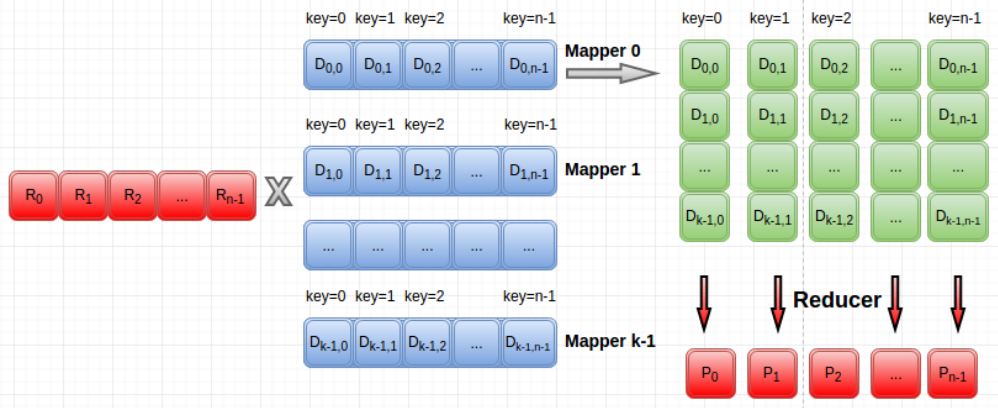 key=0 key=1 key=2 key=n-1
D0,0 D0,1 D0,2 ... D0,n-1
Mapper 0
key=0 key=1 key=2 key=n-1
D1,0 D1,1 D1,2 ... D1,n-1
Mapper 1
R0 R1 R2 ... Rn-1
X
... ... ... ... ...
key=0 key=1 key=2 key=n-1
Dk-1,0 Dk-1,1 Dk-1,2 ... Dk-1,n-1
Mapper k-1
key=0 key=1 key=2 key=n-1
D0,0 D0,1 D0,2 ... D0,n-1
D1,0 D1,1 D1,2 ... D1,n-1
... ... ... ... ...
Dk-1,0 Dk-1,1 Dk-1,2 ... Dk-1,n-1
Reducer
P0 P1 P2 ... Pn-1